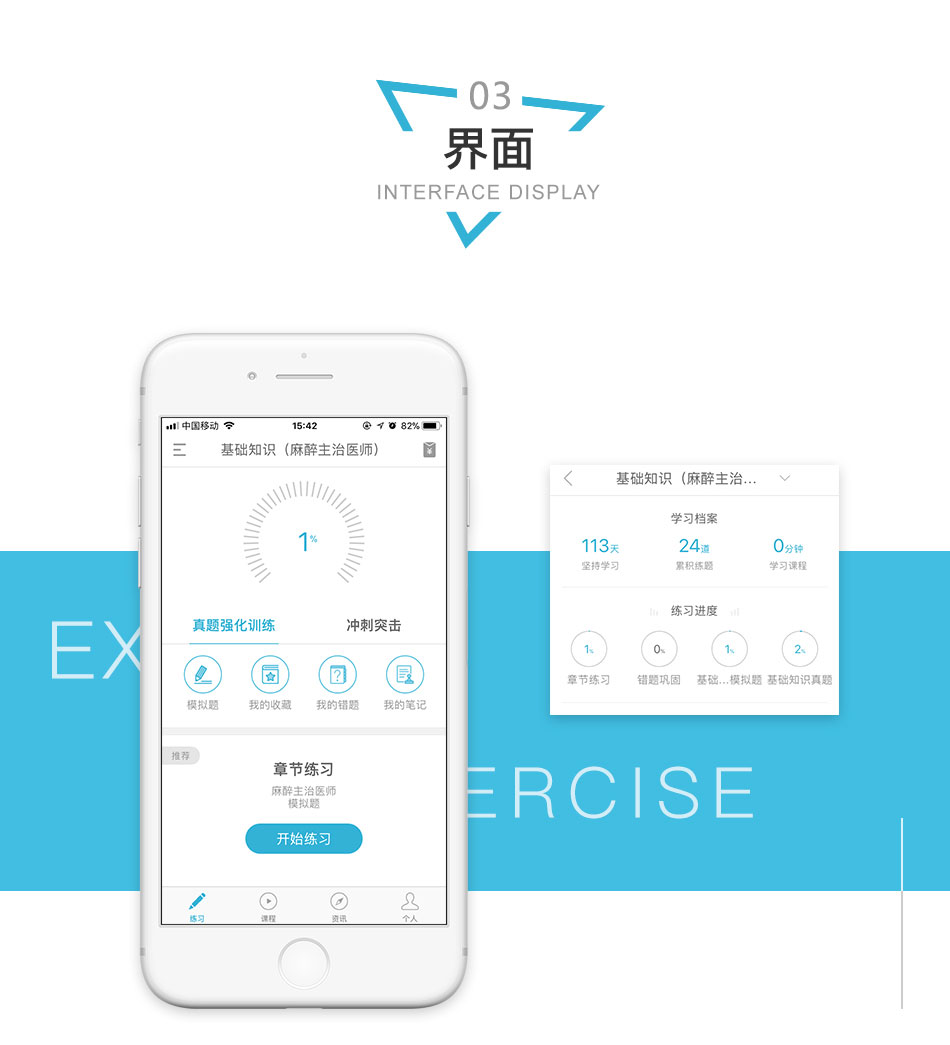 03
界面
INTERFACE DISPLAY
中国移动 15:42 82%
基础知识（麻醉主治医师）
¥
1%
真题强化训练 冲刺突击
模拟题 我的收藏 我的错题 我的笔记
推荐
章节练习
麻醉主治医师
模拟题
开始练习
练习 课程 资讯 个人
基础知识（麻醉主治...
学习档案
113天 24道 0分钟
坚持学习 累积练题 学习课程
练习进度
1% 0% 1% 2%
章节练习 错题巩固 基础...模拟题 基础知识真题
EX
ERCISE